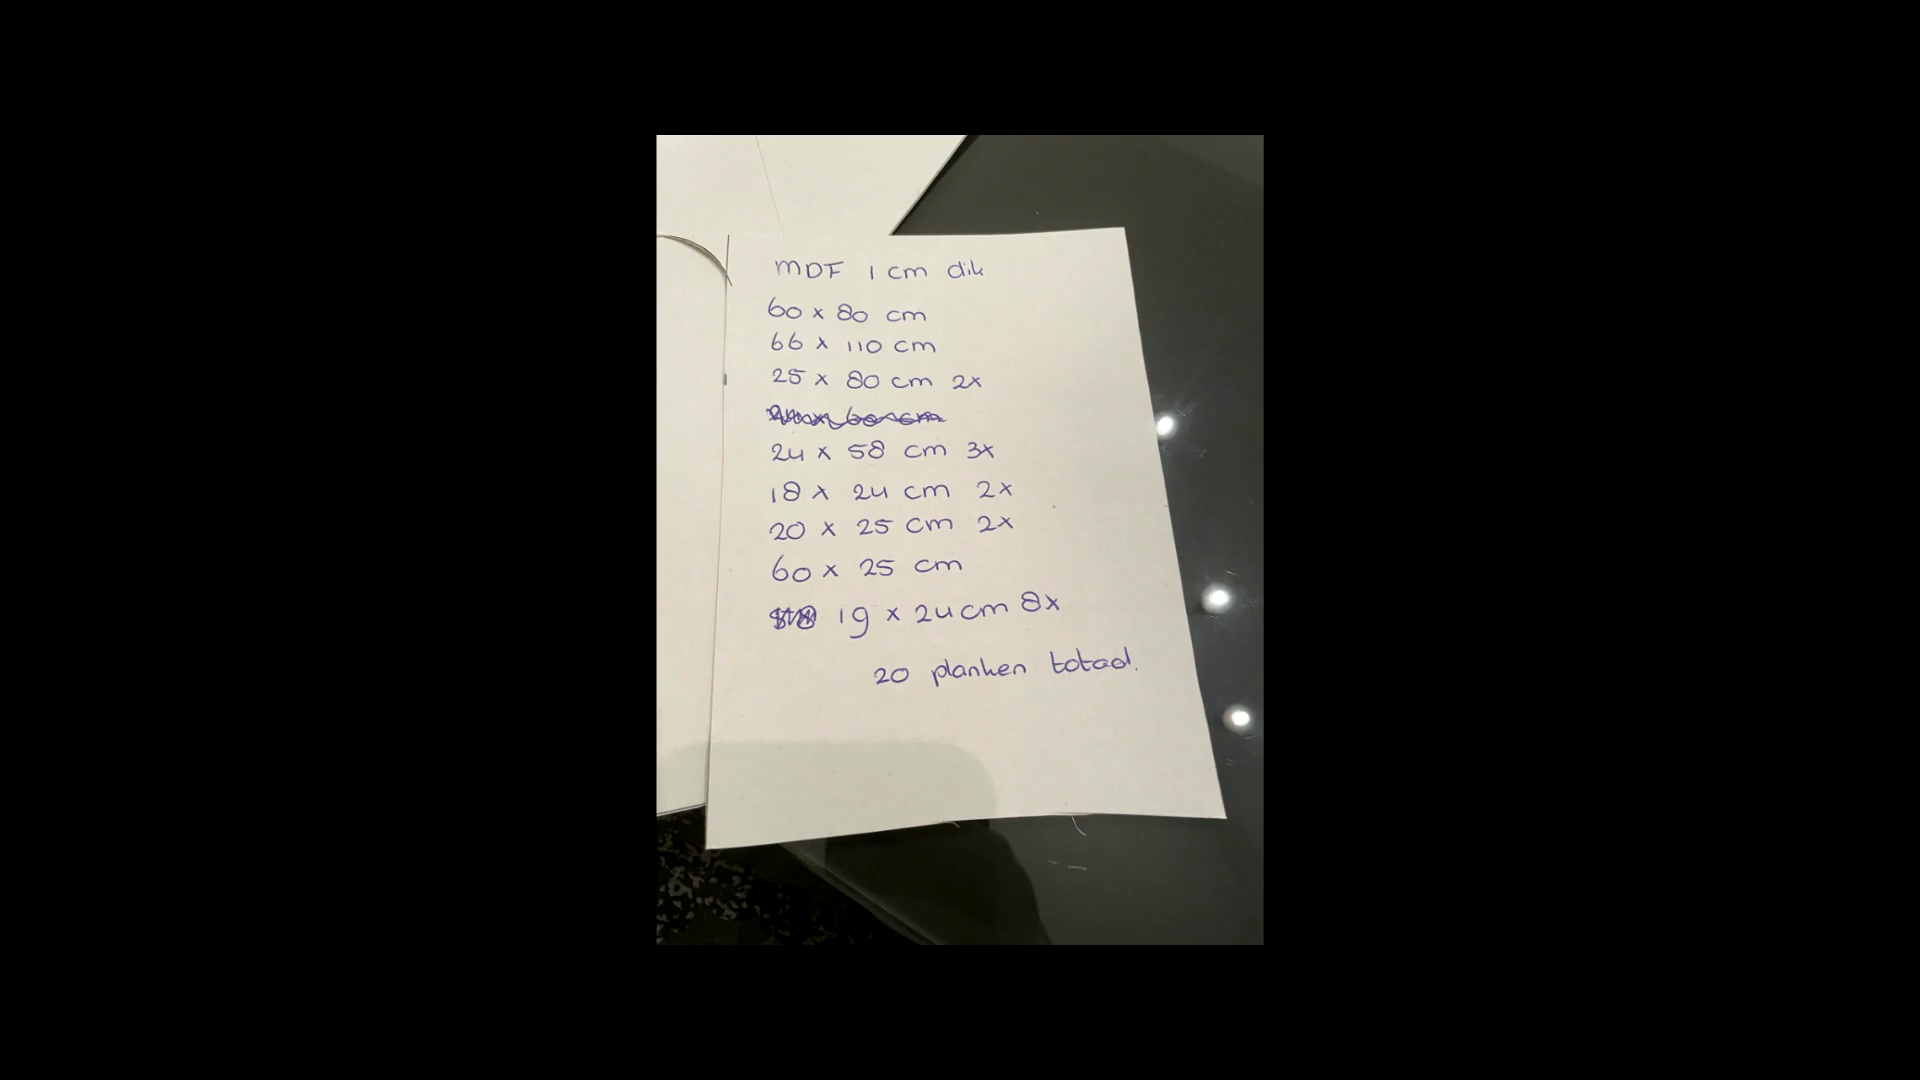 MDF 1 cm dik
60 x 80 cm
66 x 110 cm
25 x 80 cm 2x
24 x 58 cm 3x
18 x 24 cm 2x
20 x 25 cm 2x
60 x 25 cm
19 x 24 cm 8x
20 planken totaal.